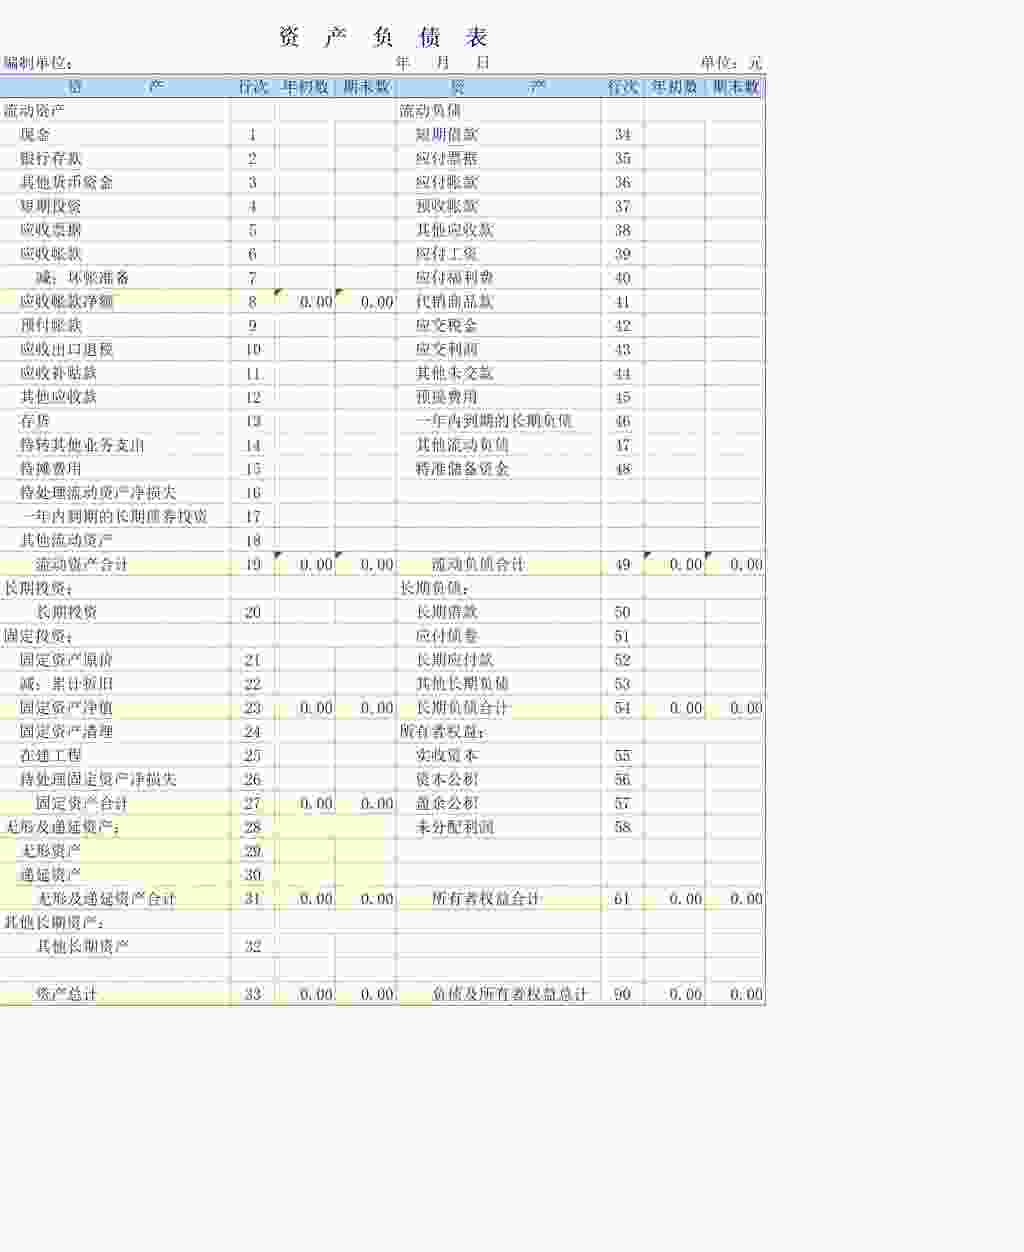 资 产 负 债 表
编制单位： 年 月 日 单位：元
资 产 行次 年初数 期末数 资 产 行次 年初数 期末数
流动资产 流动负债
现金 1 短期借款 34
银行存款 2 应付票据 35
其他货币资金 3 应付帐款 36
短期投资 4 预收帐款 37
应收票据 5 其他应收款 38
应收帐款 6 应付工资 39
减：坏帐准备 7 应付福利费 40
应收帐款净额 8 0.00 0.00 代销商品款 41
预付帐款 9 应交税金 42
应收出口退税 10 应交利润 43
应收补贴款 11 其他未交款 44
其他应收款 12 预提费用 45
存货 13 一年内到期的长期负债 46
待转其他业务支出 14 其他流动负债 47
待摊费用 15 特准储备资金 48
待处理流动资产净损失 16
一年内到期的长期债券投资 17
其他流动资产 18
流动资产合计 19 0.00 0.00 流动负债合计 49 0.00 0.00
长期投资： 长期负债：
长期投资 20 长期借款 50
固定投资： 应付债卷 51
固定资产原价 21 长期应付款 52
减：累计折旧 22 其他长期负债 53
固定资产净值 23 0.00 0.00 长期负债合计 54 0.00 0.00
固定资产清理 24 所有者权益：
在建工程 25 实收资本 55
待处理固定资产净损失 26 资本公积 56
固定资产合计 27 0.00 0.00 盈余公积 57
无形及递延资产： 28 未分配利润 58
无形资产 29
递延资产 30
无形及递延资产合计 31 0.00 0.00 所有者权益合计 61 0.00 0.00
其他长期资产：
其他长期资产 32
资产总计 33 0.00 0.00 负债及所有者权益总计 90 0.00 0.00